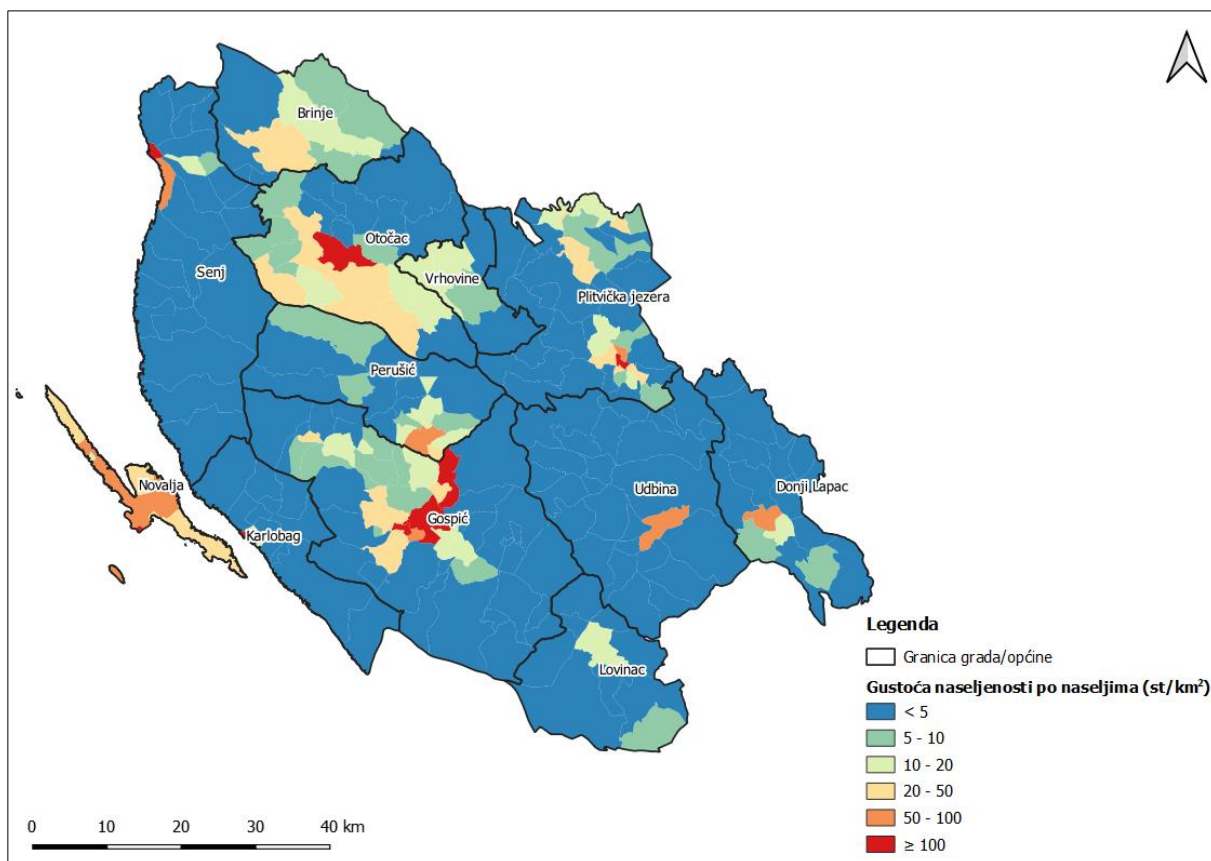 Brinje
Otočac
Senj
Vrhovine
Plitvička jezera
Perušić
Novalja
Karlobag
Gospić
Udbina
Donji Lapac
Lovinac
Legenda
Granica grada/općine
Gustoća naseljenosti po naseljima (st/km²)
< 5
5 - 10
10 - 20
20 - 50
50 - 100
≥ 100
0 10 20 30 40 km